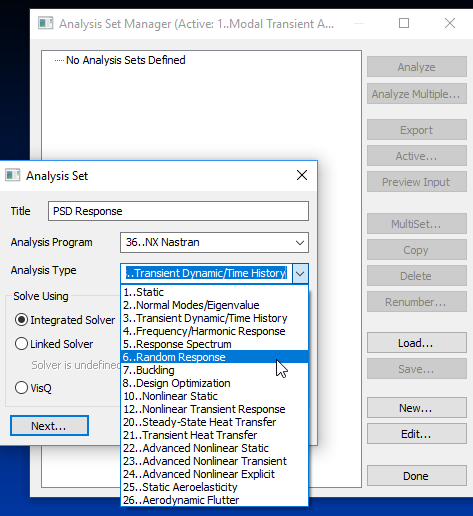 Analysis Set Manager (Active: 1..Modal Transient A...
No Analysis Sets Defined
Analyze
Analyze Multiple...
Export
Active...
Preview Input
MultiSet...
Copy
Delete
Renumber...
Load...
Save...
New...
Edit...
Done
Analysis Set
Title
PSD Response
Analysis Program
36..NX Nastran
Analysis Type
..Transient Dynamic/Time History
1..Static
2..Normal Modes/Eigenvalue
3..Transient Dynamic/Time History
4..Frequency/Harmonic Response
5..Response Spectrum
6..Random Response
7..Buckling
8..Design Optimization
10..Nonlinear Static
12..Nonlinear Transient Response
20..Steady-State Heat Transfer
21..Transient Heat Transfer
22..Advanced Nonlinear Static
23..Advanced Nonlinear Transient
24..Advanced Nonlinear Explicit
25..Static Aeroelasticity
26..Aerodynamic Flutter
Solve Using
Integrated Solver
Linked Solver
Solver is undefined
VisQ
Next...